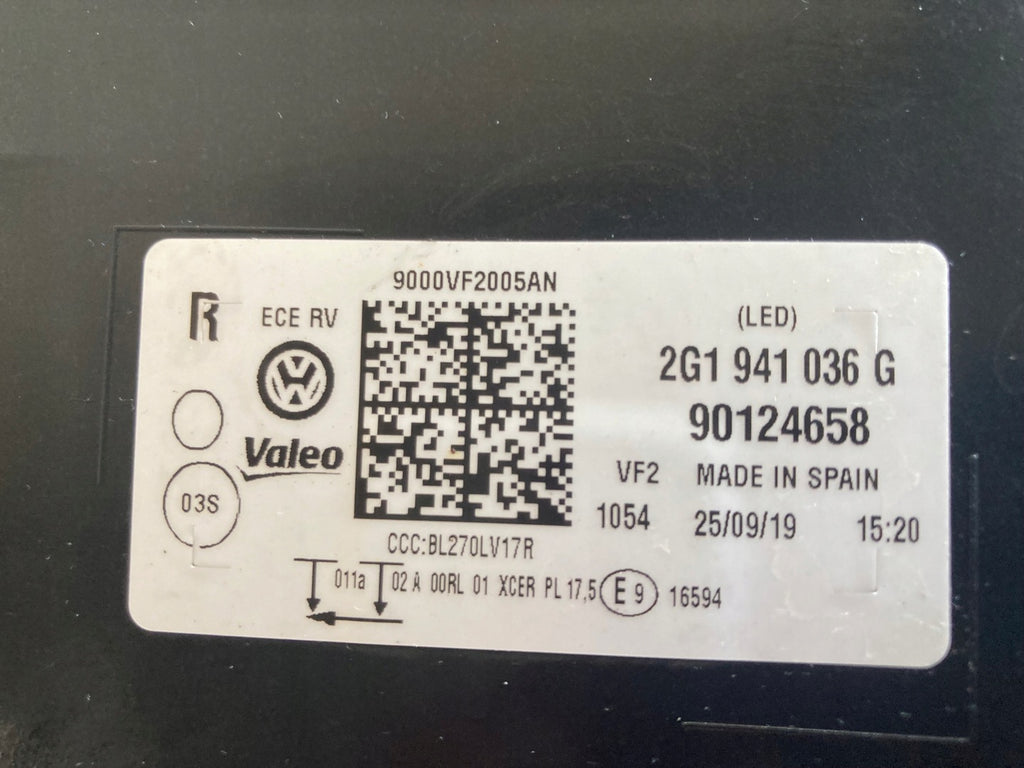 9000VF2005AN
R
ECE RV
(LED)
2G1 941 036 G
90124658
Valeo
VF2 MADE IN SPAIN
03S
1054 25/09/19 15:20
CCC:BL270LV17R
011a 02 A 00RL 01 XCER PL 17,5 E 9 16594